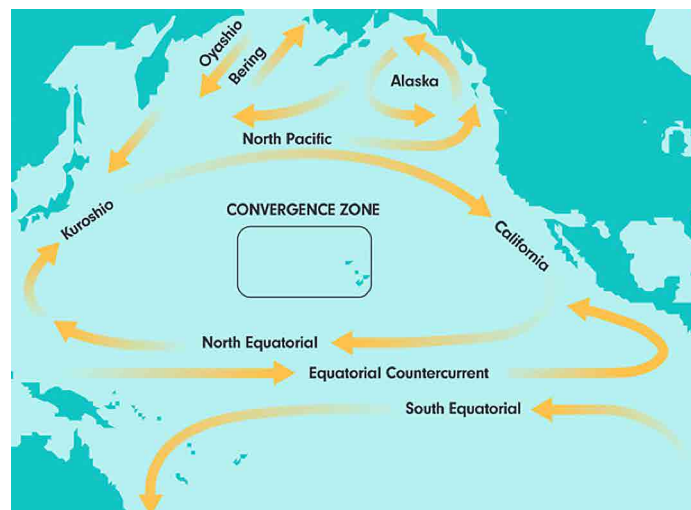 Oyashio
Bering
Alaska
North Pacific
Kuroshio
CONVERGENCE ZONE
California
North Equatorial
Equatorial Countercurrent
South Equatorial